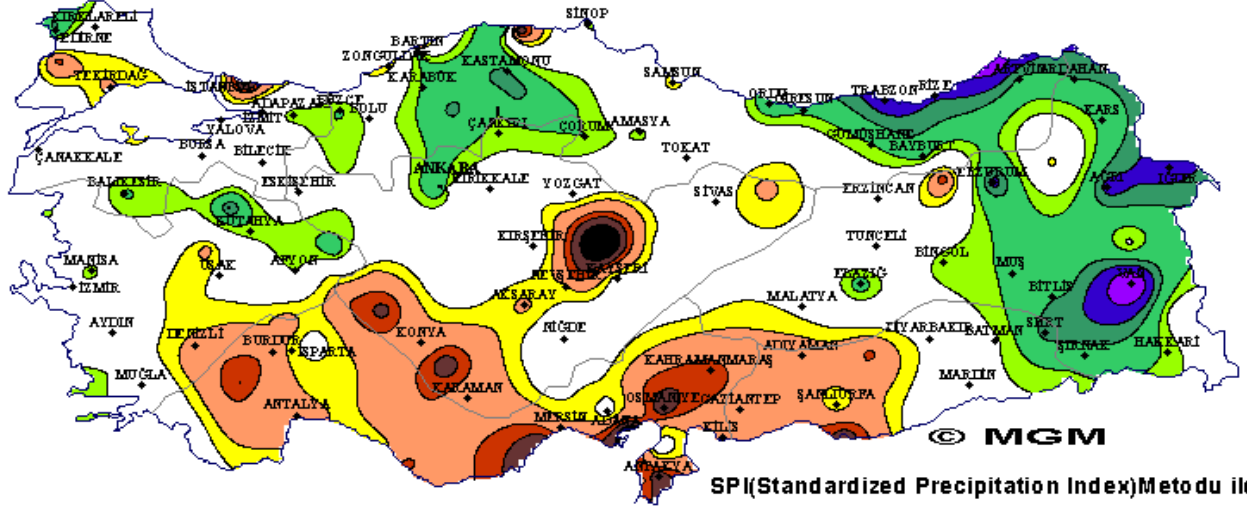 SİNOP
KIRKLARELİ
EDİRNE
BARTIN
ZONGULDAK
KASTAMONU
KARABÜK
TEKİRDAĞ
İSTANBUL
SAMSUN
ARTVİN
ARDAHAN
RİZE
TRABZON
ORDU
GİRESUN
ADAPAZARI
DÜZCE
BOLU
İZMİT
YALOVA
KARS
ÇANKIRI
ÇORUM
AMASYA
GÜMÜŞHANE
BAYBURT
BURSA
BİLECİK
ÇANAKKALE
TOKAT
ANKARA
KIRIKKALE
ESKİŞEHİR
BALIKESİR
YOZGAT
SİVAS
ERZİNCAN
ERZURUM
AĞRI
IĞDIR
KÜTAHYA
KIRŞEHİR
TUNCELİ
BİNGÖL
MANİSA
UŞAK
AFYON
NEVŞEHİR
KAYSERİ
ELAZIĞ
MUŞ
VAN
İZMİR
BİTLİS
AKSARAY
MALATYA
AYDIN
DENİZLİ
BURDUR
ISPARTA
KONYA
NİĞDE
DİYARBAKIR
BATMAN
SİİRT
ŞIRNAK
HAKKARİ
KAHRAMANMARAŞ
ADIYAMAN
MUĞLA
KARAMAN
MARDİN
ANTALYA
MERSİN
ADANA
OSMANİYE
GAZİANTEP
ŞANLIURFA
KİLİS
© MGM
ANTAKYA
SPI(Standardized Precipitation Index)Metodu